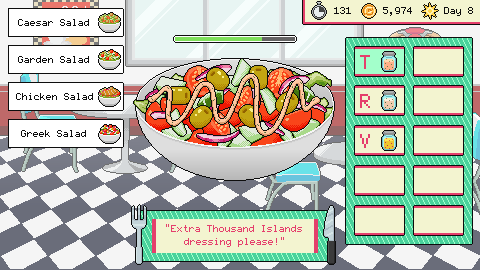 131 5,974 Day 8
Caesar Salad
Garden Salad
Chicken Salad
Greek Salad
T
R
V
"Extra Thousand Islands
dressing please!"